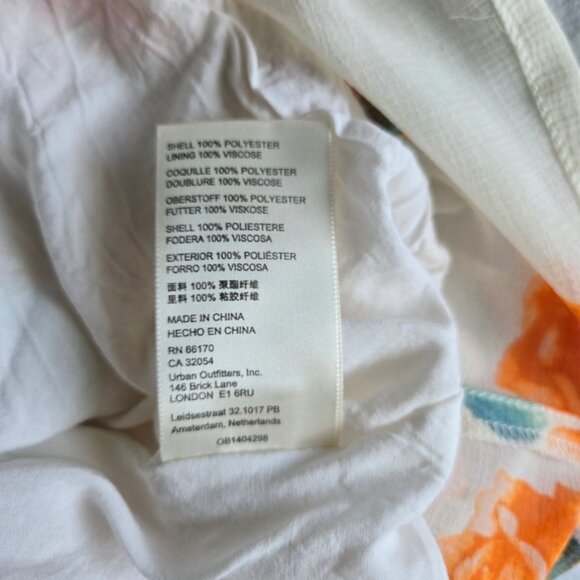 SHELL 100% POLYESTER
LINING 100% VISCOSE
COQUILLE 100% POLYESTER
DOUBLURE 100% VISCOSE
OBERSTOFF 100% POLYESTER
FUTTER 100% VISKOSE
SHELL 100% POLIESTERE
FODERA 100% VISCOSA
EXTERIOR 100% POLIÉSTER
FORRO 100% VISCOSA
面料 100% 聚酯纤维
里料 100% 粘胶纤维
MADE IN CHINA
HECHO EN CHINA
RN 66170
CA 32054
Urban Outfitters, Inc.
146 Brick Lane
LONDON E1 6RU
Leidsestraat 32,1017 PB
Amsterdam, Netherlands
OB1404298